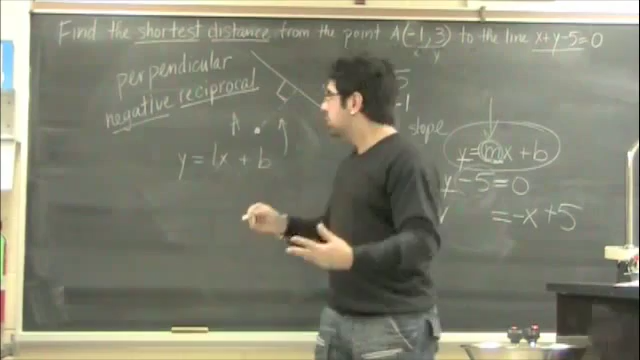 Find the shortest distance from the point A(-1, 3) to the line x+y-5=0
x y
perpendicular
negative reciprocal
A
y = 1x + b
5
-1
slope
y = mx + b
y -5=0
=-x+5